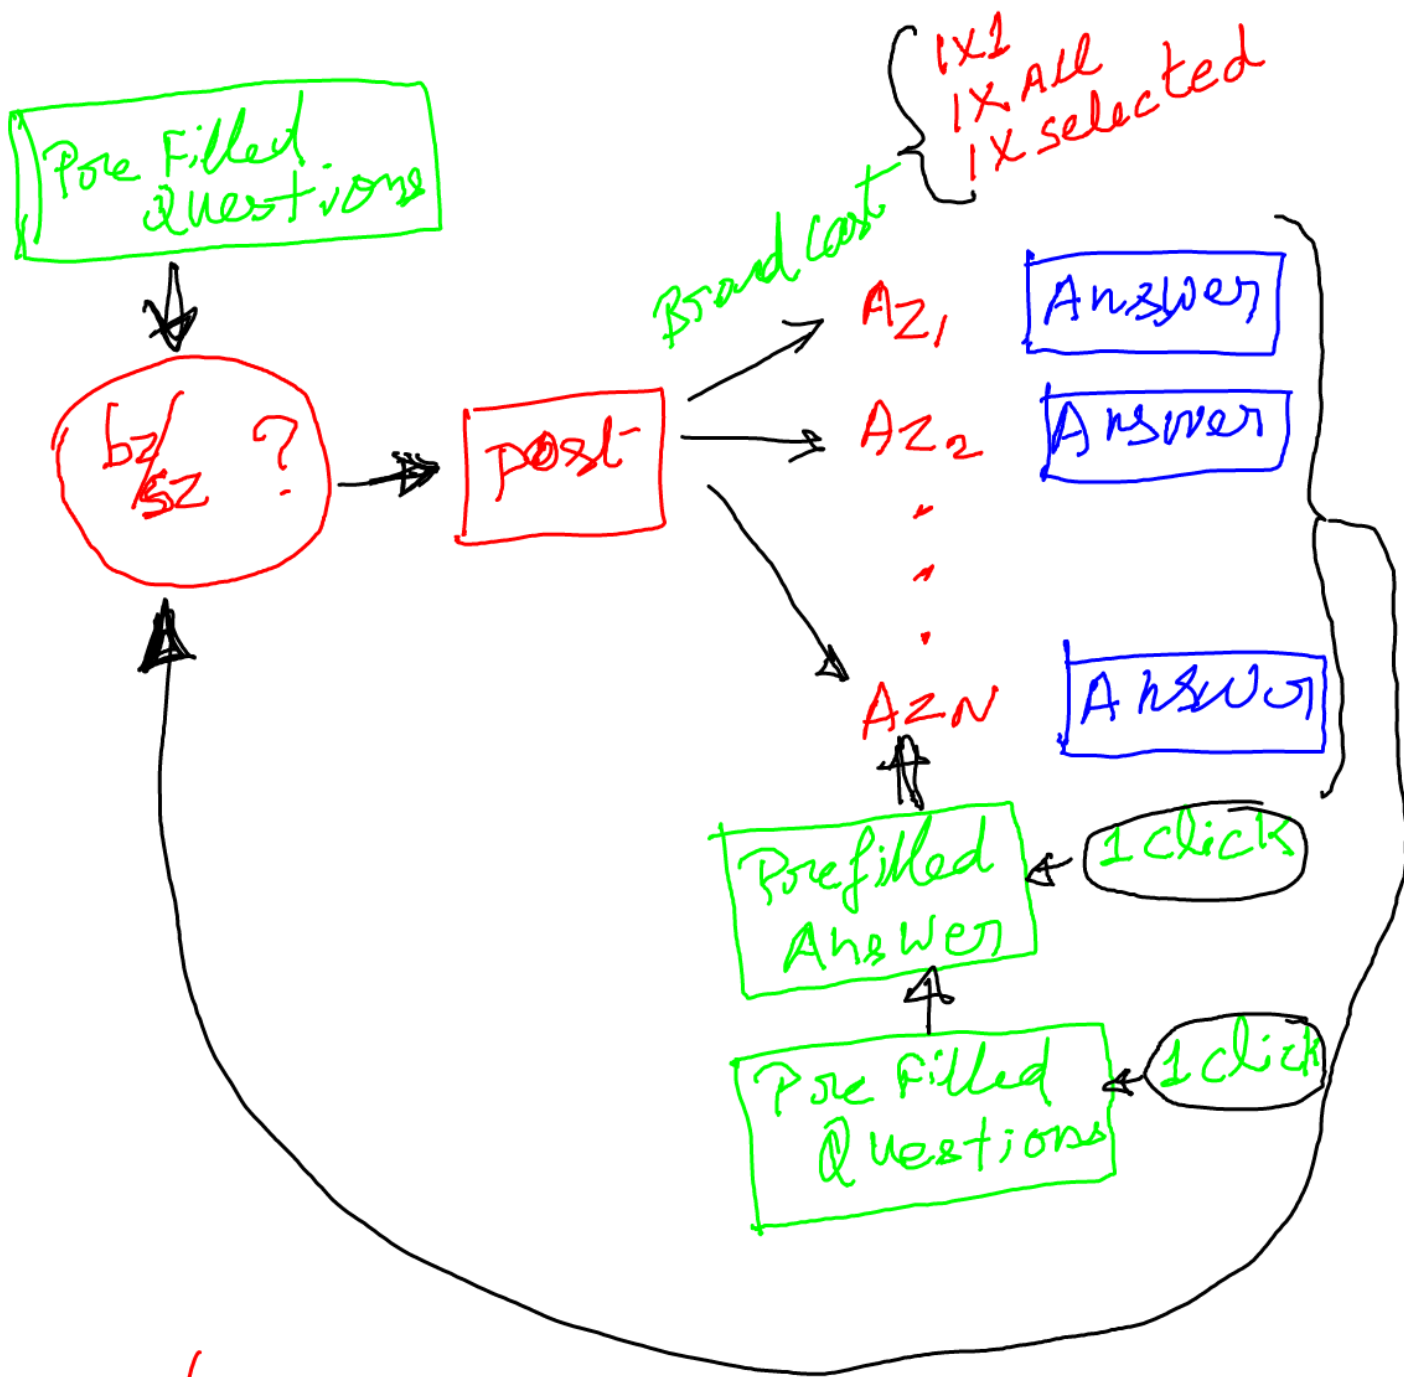 1X1
1X All
1X selected
Pre Filled
Questions
Broadcast
AZ1
Answer
bz/
sz ?
post
AZ2
Answer
AZN
Answer
Prefilled
Answer
1 click
Pre Filled
Questions
1 click